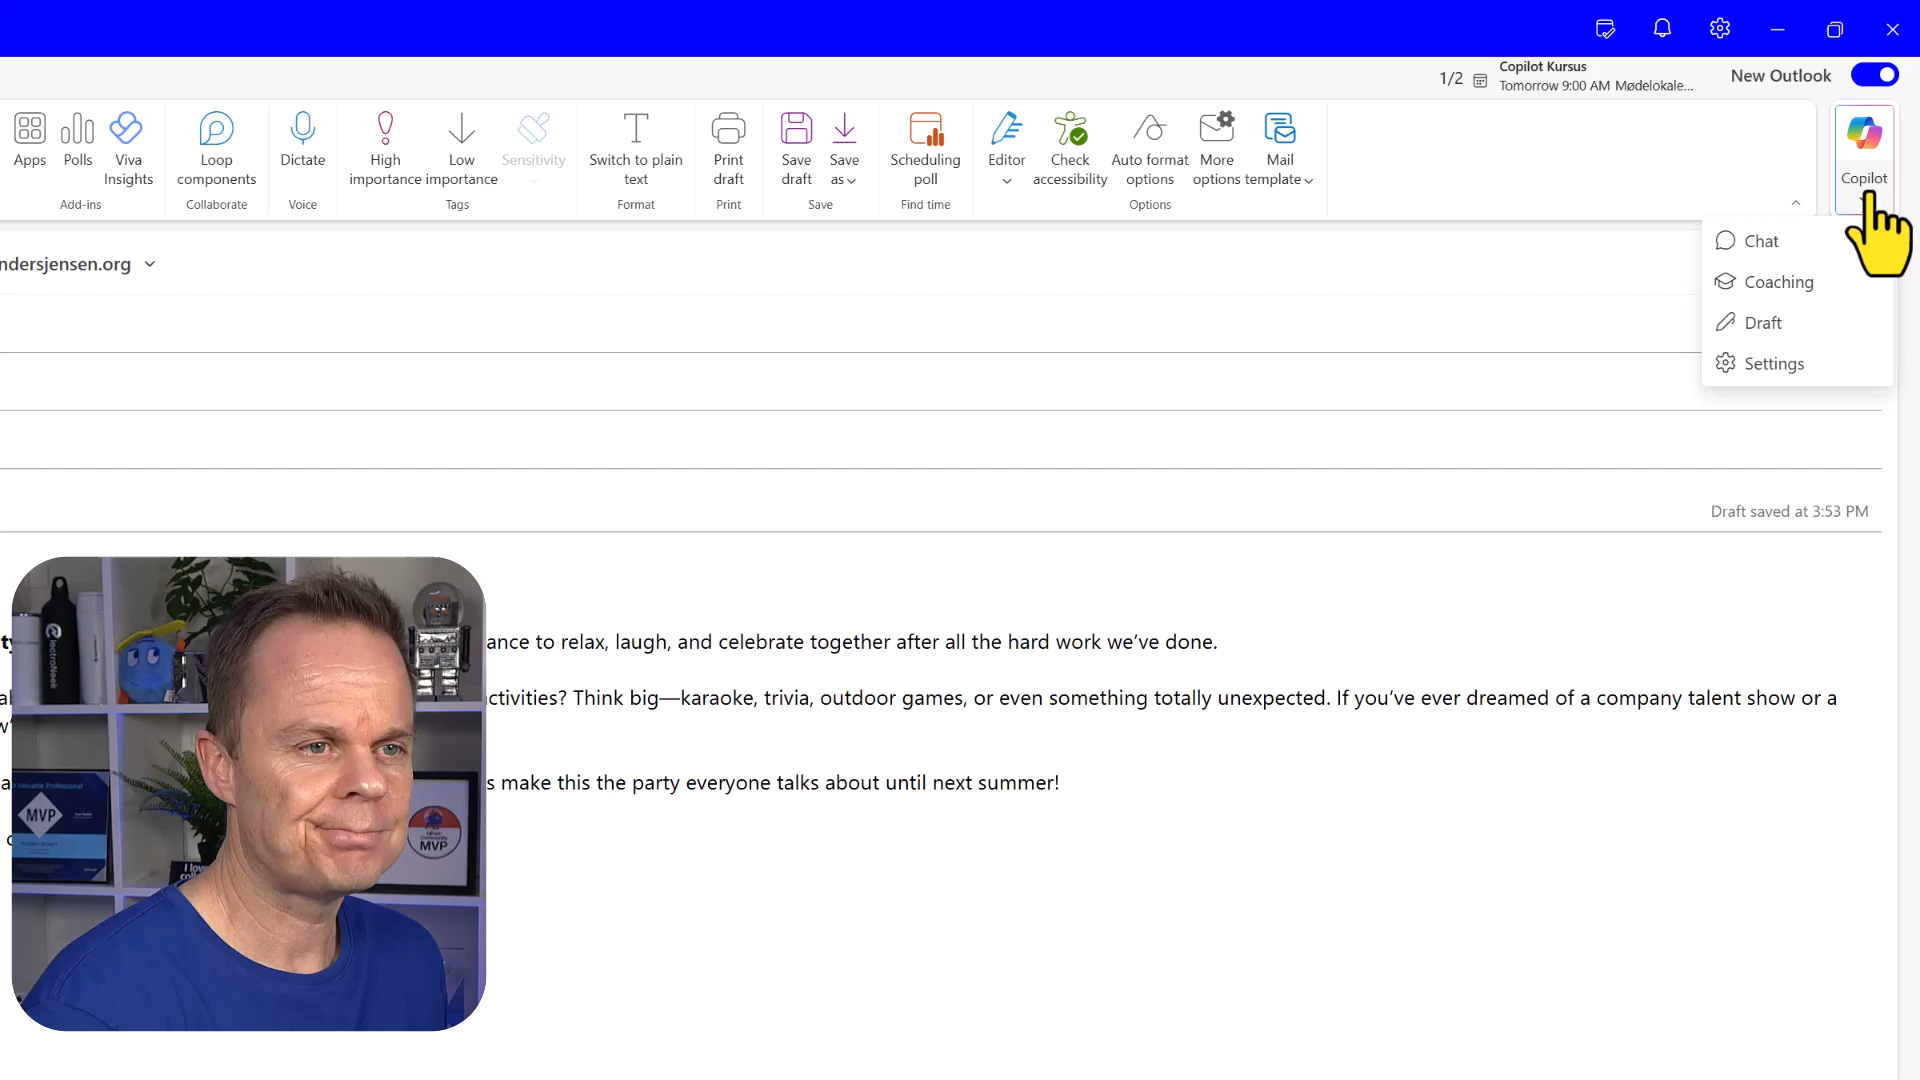 1/2
Copilot Kursus
Tomorrow 9:00 AM Mødelokale...
New Outlook
Apps
Polls
Viva Insights
Add-ins
Loop components
Collaborate
Dictate
Voice
High importance
Low importance
Tags
Sensitivity
Switch to plain text
Format
Print draft
Print
Save draft
Save as
Save
Scheduling poll
Find time
Editor
Check accessibility
Auto format options
More options
Mail template
Options
Copilot
Chat
Coaching
Draft
Settings
ndersjensen.org
Draft saved at 3:53 PM
ance to relax, laugh, and celebrate together after all the hard work we've done.
ctivities? Think big—karaoke, trivia, outdoor games, or even something totally unexpected. If you've ever dreamed of a company talent show or a
s make this the party everyone talks about until next summer!
ElectroNeek
MVP
MVP